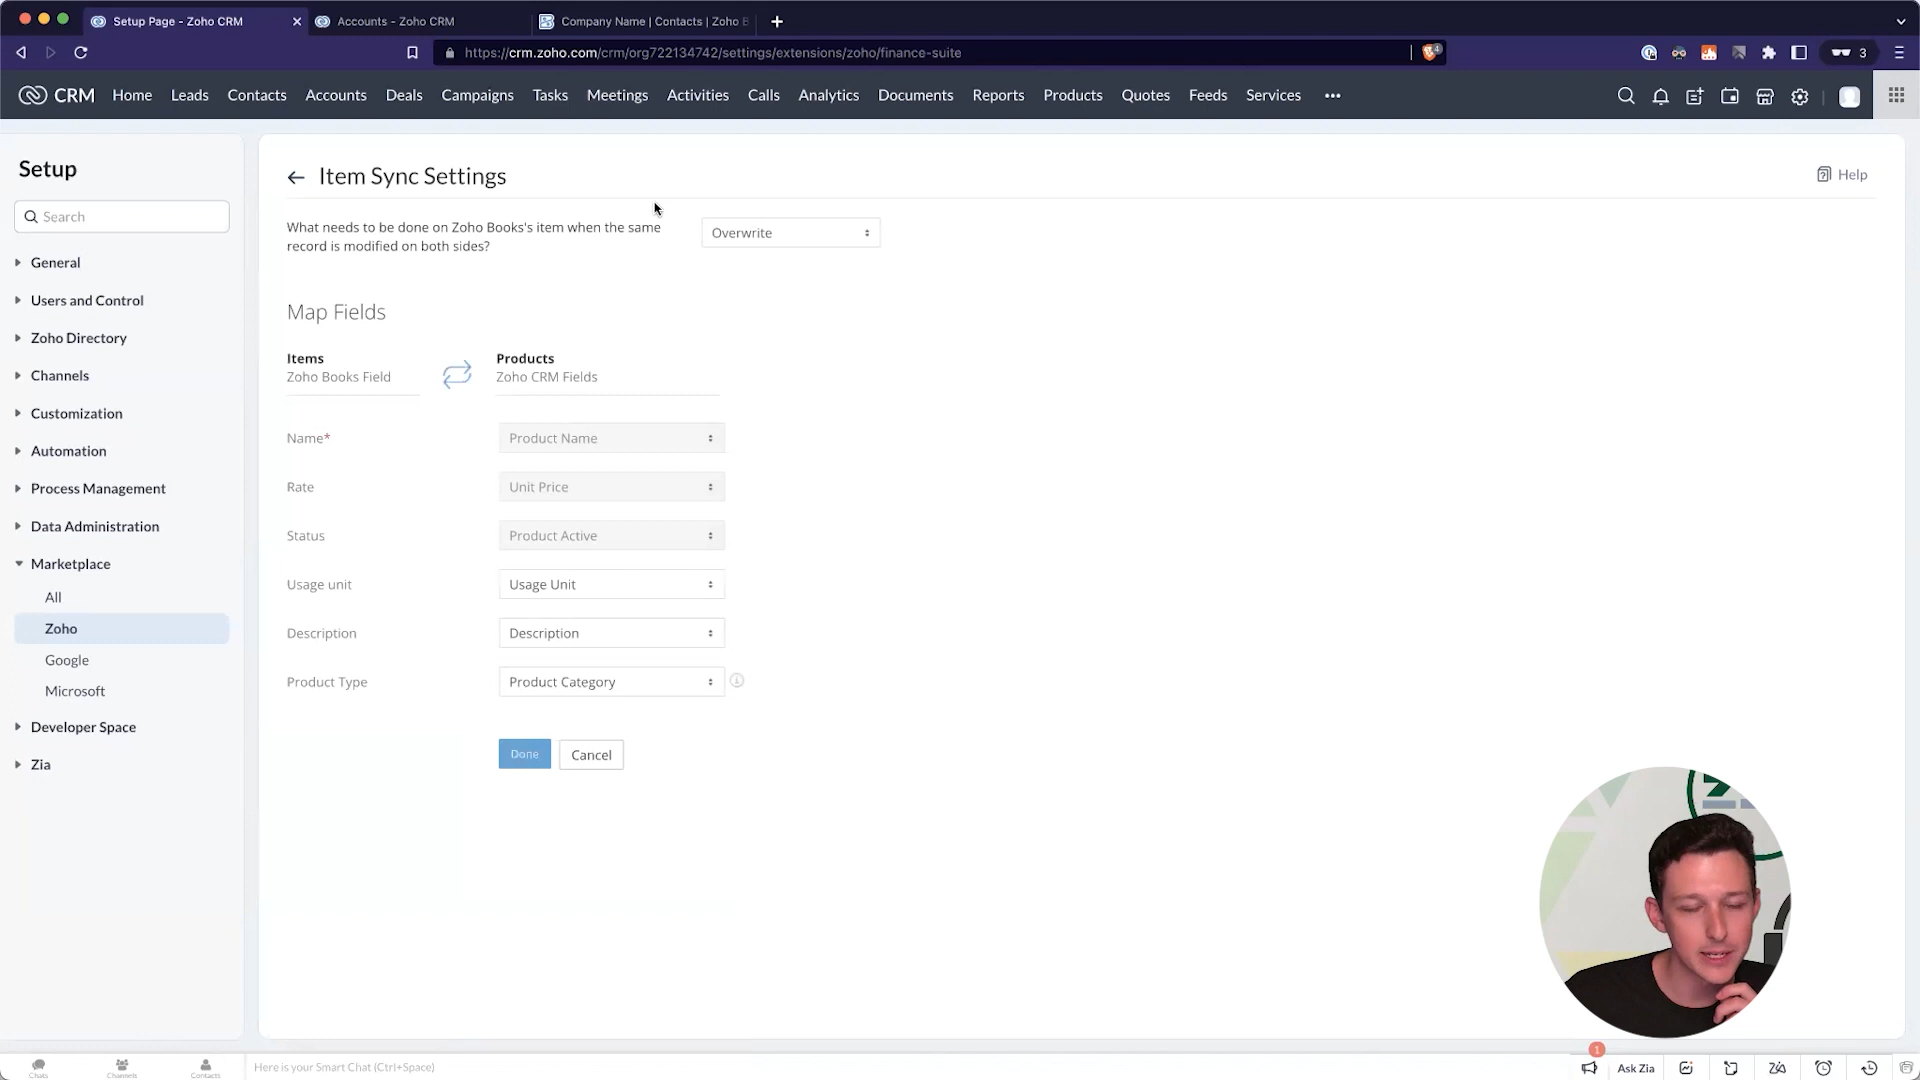 Setup Page - Zoho CRM
Accounts - Zoho CRM
Company Name | Contacts | Zoho B
https://crm.zoho.com/crm/org722134742/settings/extensions/zoho/finance-suite
4
3
CRM
Home
Leads
Contacts
Accounts
Deals
Campaigns
Tasks
Meetings
Activities
Calls
Analytics
Documents
Reports
Products
Quotes
Feeds
Services
Setup
Search
General
Users and Control
Zoho Directory
Channels
Customization
Automation
Process Management
Data Administration
Marketplace
All
Zoho
Google
Microsoft
Developer Space
Zia
Item Sync Settings
Help
What needs to be done on Zoho Books's item when the same
record is modified on both sides?
Overwrite
Map Fields
Items
Zoho Books Field
Products
Zoho CRM Fields
Name*
Product Name
Rate
Unit Price
Status
Product Active
Usage unit
Usage Unit
Description
Description
Product Type
Product Category
Done
Cancel
Chats
Channels
Contacts
Here is your Smart Chat (Ctrl+Space)
1
Ask Zia